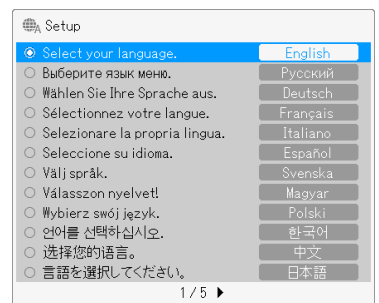 Setup
Select your language. English
Выберите язык меню. Русский
Wählen Sie Ihre Sprache aus. Deutsch
Sélectionnez votre langue. Français
Selezionare la propria lingua. Italiano
Seleccione su idioma. Español
Välj språk. Svenska
Válasszon nyelvet! Magyar
Wybierz swój język. Polski
언어를 선택하십시오. 한국어
选择您的语言。 中文
言語を選択してください。 日本語
1/5